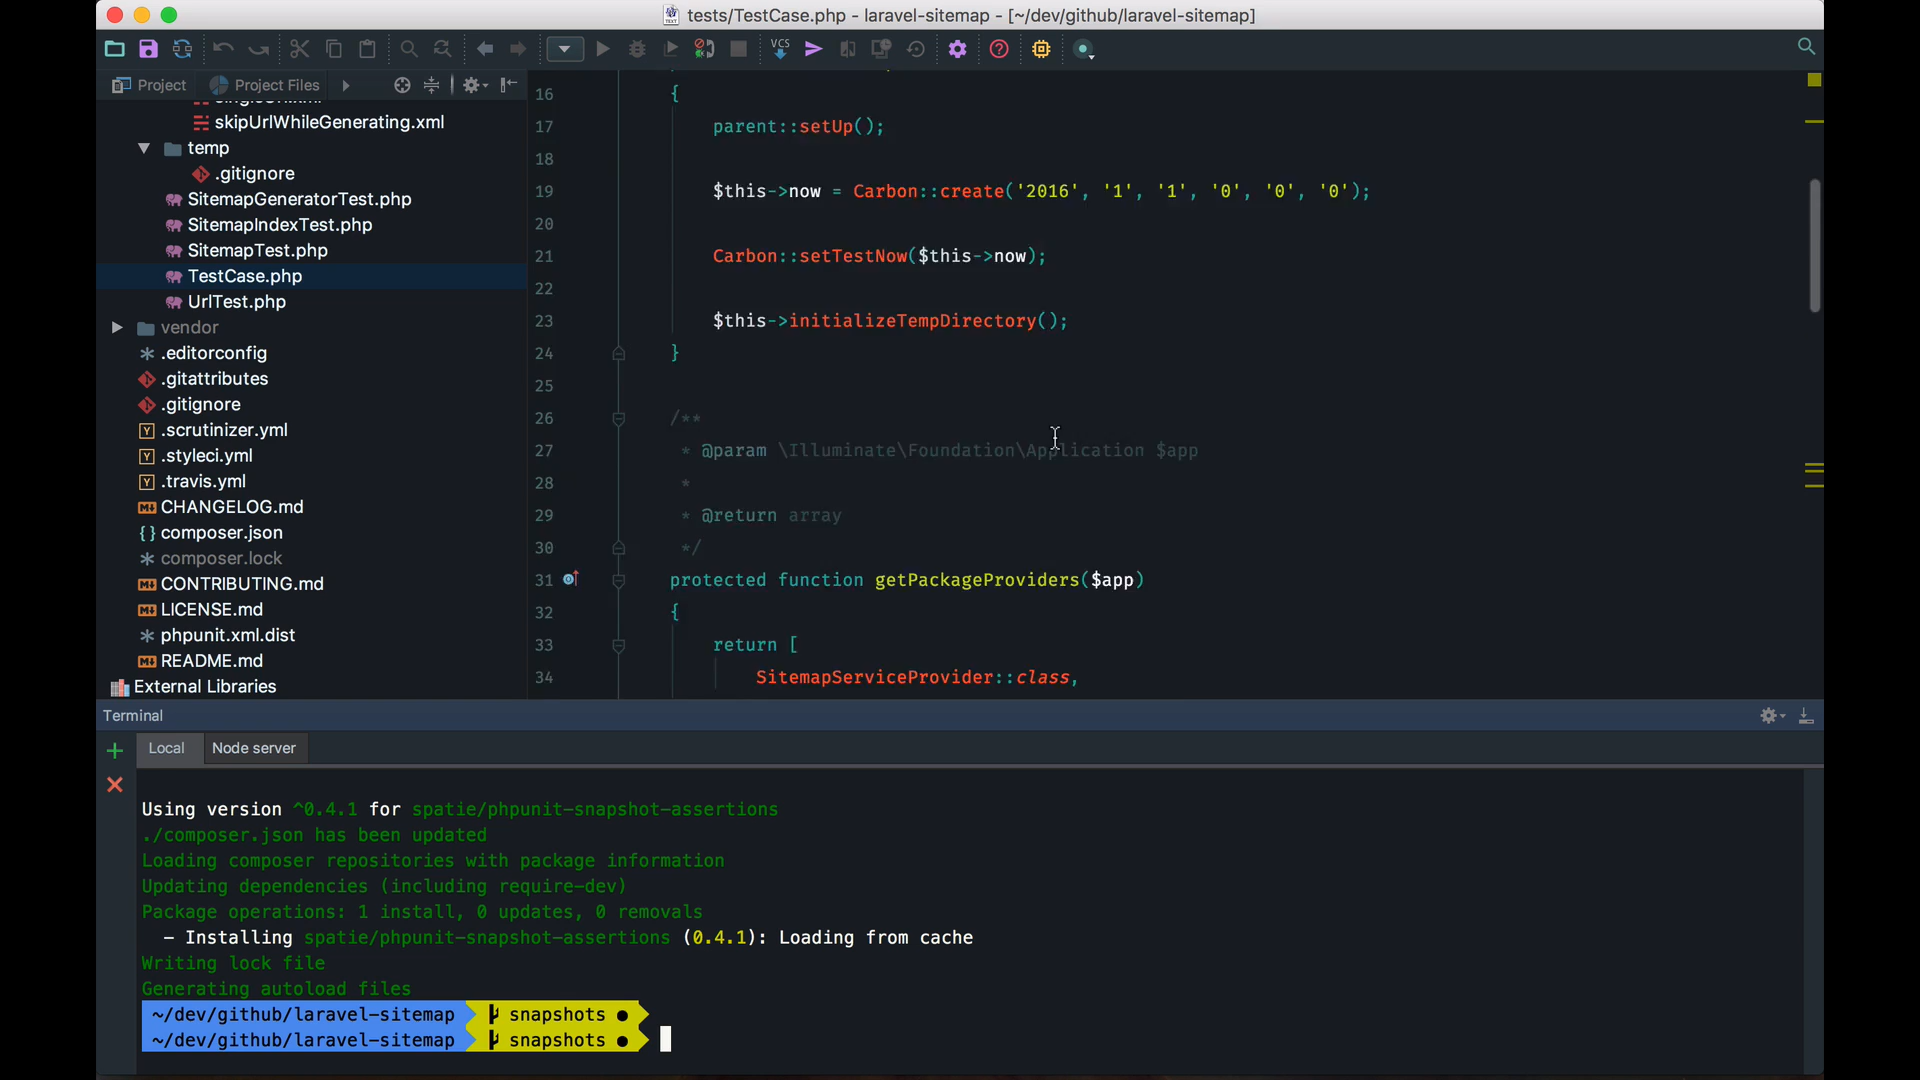 tests/TestCase.php - laravel-sitemap - [~/dev/github/laravel-sitemap]
VCS
Project
Project Files
skipUrlWhileGenerating.xml
temp
.gitignore
SitemapGeneratorTest.php
SitemapIndexTest.php
SitemapTest.php
TestCase.php
UrlTest.php
vendor
.editorconfig
.gitattributes
.gitignore
.scrutinizer.yml
.styleci.yml
.travis.yml
CHANGELOG.md
composer.json
composer.lock
CONTRIBUTING.md
LICENSE.md
phpunit.xml.dist
README.md
External Libraries
16 {
17 parent::setUp();
18
19 $this->now = Carbon::create('2016', '1', '1', '0', '0', '0');
20
21 Carbon::setTestNow($this->now);
22
23 $this->initializeTempDirectory();
24 }
25
26 /**
27 * @param \Illuminate\Foundation\Application $app
28 *
29 * @return array
30 */
31 protected function getPackageProviders($app)
32 {
33 return [
34 SitemapServiceProvider::class,
Terminal
Local
Node server
Using version ^0.4.1 for spatie/phpunit-snapshot-assertions
./composer.json has been updated
Loading composer repositories with package information
Updating dependencies (including require-dev)
Package operations: 1 install, 0 updates, 0 removals
- Installing spatie/phpunit-snapshot-assertions (0.4.1): Loading from cache
Writing lock file
Generating autoload files
~/dev/github/laravel-sitemap snapshots ●
~/dev/github/laravel-sitemap snapshots ●